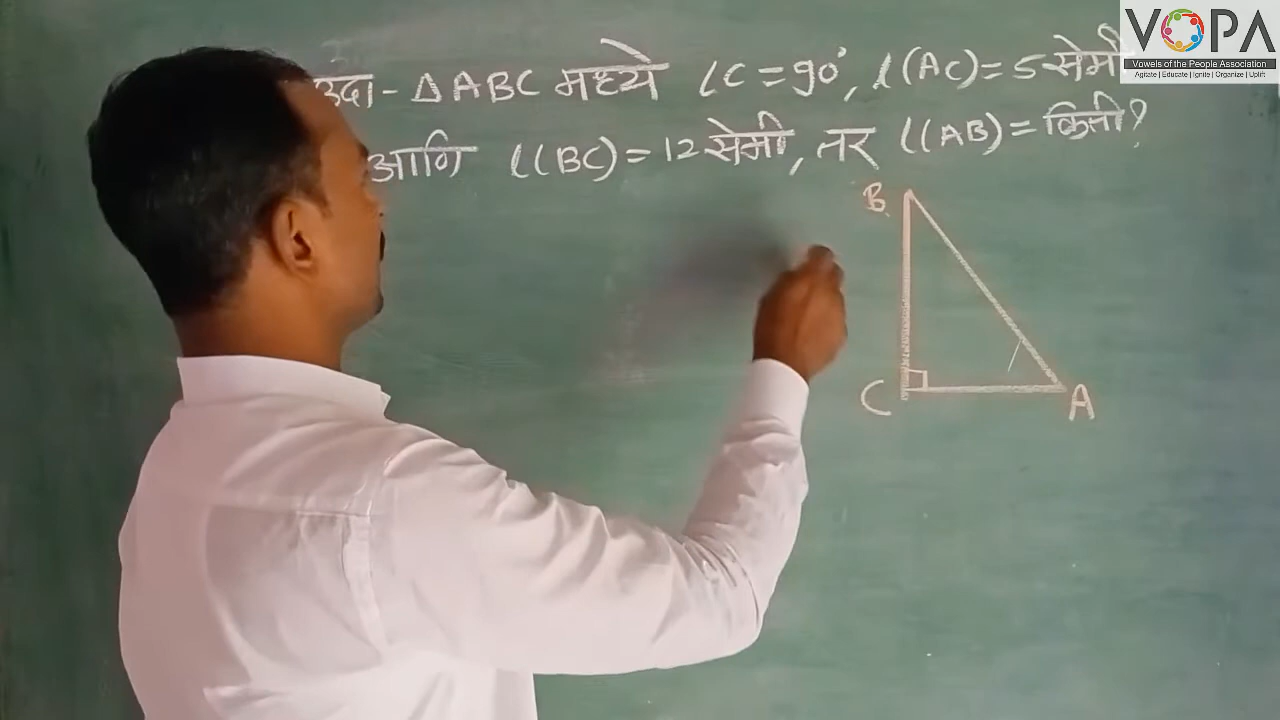 उदा - ΔABC मध्ये ∠C = 90°, l(AC) = 5 सेमी
आणि l(BC) = 12 सेमी, तर l(AB) = किती?
B
C
A
VOPA
Vowels of the People Association
Agitate | Educate | Ignite | Organize | Uplift